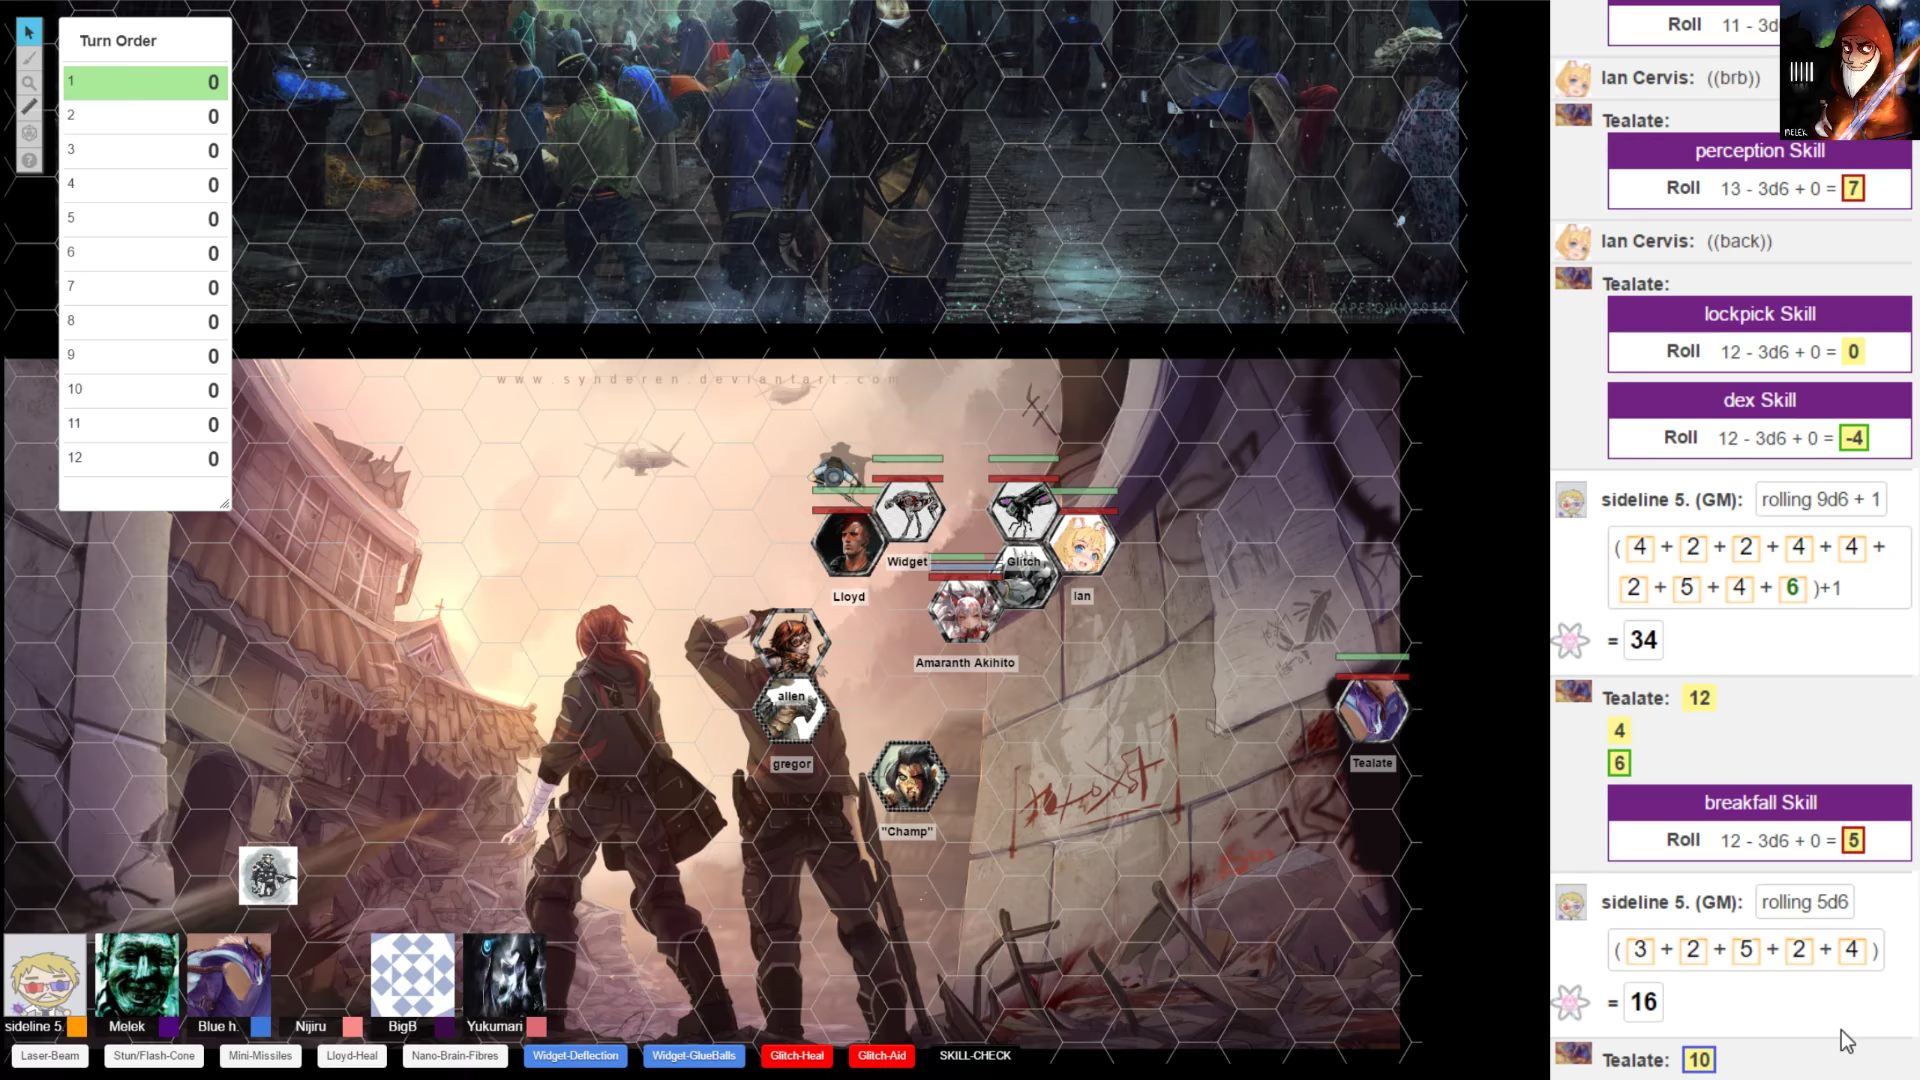 Turn Order
1 0
2 0
3 0
4 0
5 0
6 0
7 0
8 0
9 0
10 0
11 0
12 0
www.synderen.deviantart.com
Widget
Glitch
Lloyd
Ian
Amaranth Akihito
allen
gregor
Tealate
"Champ"
sideline 5.
Melek
Blue h.
Nijiru
BigB
Yukumari
Laser-Beam
Stun/Flash-Cone
Mini-Missiles
Lloyd-Heal
Nano-Brain-Fibres
Widget-Deflection
Widget-GlueBalls
Glitch-Heal
Glitch-Aid
SKILL-CHECK
Roll 11 - 3d
MELEK
Ian Cervis: ((brb))
Tealate:
perception Skill
Roll 13 - 3d6 + 0 = 7
Ian Cervis: ((back))
Tealate:
lockpick Skill
Roll 12 - 3d6 + 0 = 0
dex Skill
Roll 12 - 3d6 + 0 = -4
sideline 5. (GM): rolling 9d6 + 1
( 4 + 2 + 2 + 4 + 4 +
2 + 5 + 4 + 6 )+1
= 34
Tealate: 12
4
6
breakfall Skill
Roll 12 - 3d6 + 0 = 5
sideline 5. (GM): rolling 5d6
( 3 + 2 + 5 + 2 + 4 )
= 16
Tealate: 10